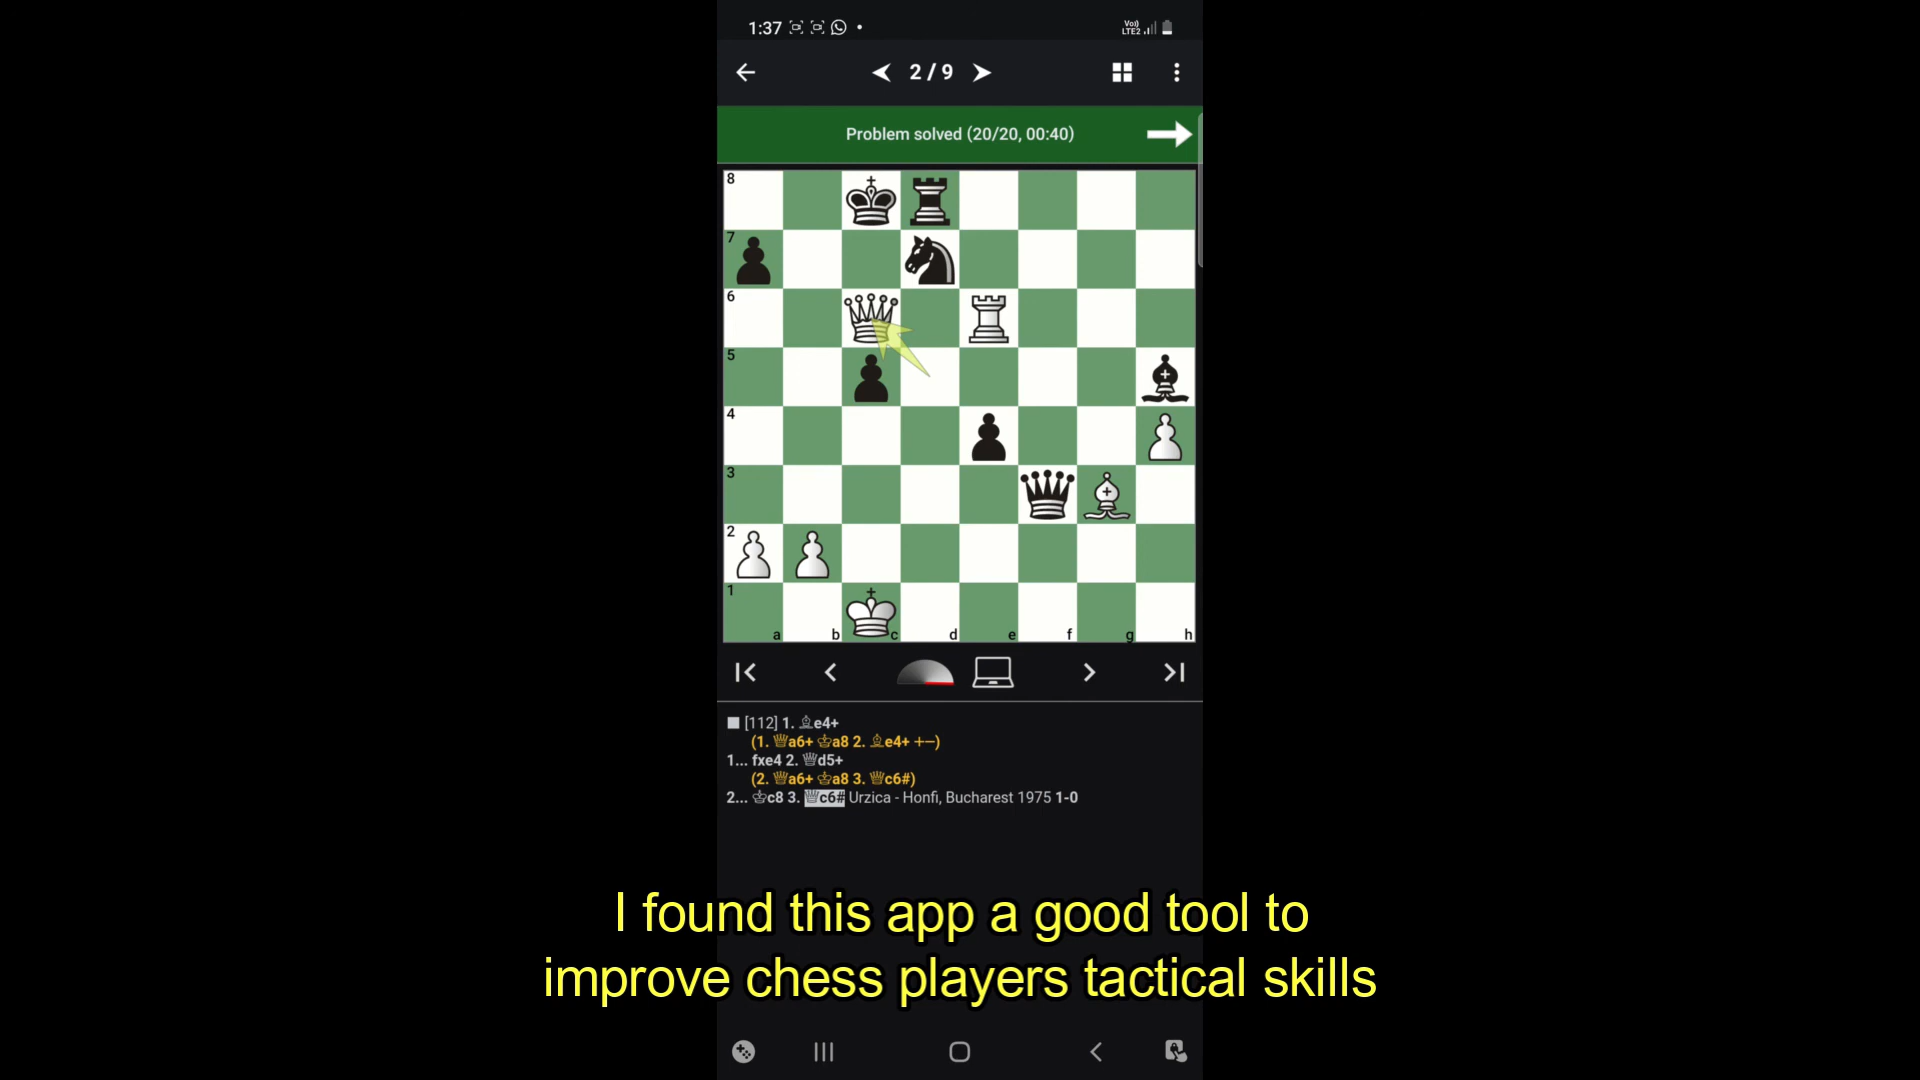 1:37
Vo))
LTE2
2 / 9
Problem solved (20/20, 00:40)
8
7
6
5
4
3
2
1
a b c d e f g h
[112] 1. ♗e4+
(1. ♕a6+ ♔a8 2. ♗e4+ +−)
1... fxe4 2. ♕d5+
(2. ♕a6+ ♔a8 3. ♕c6#)
2... ♔c8 3. ♕c6# Urzica - Honfi, Bucharest 1975 1-0
I found this app a good tool to
improve chess players tactical skills